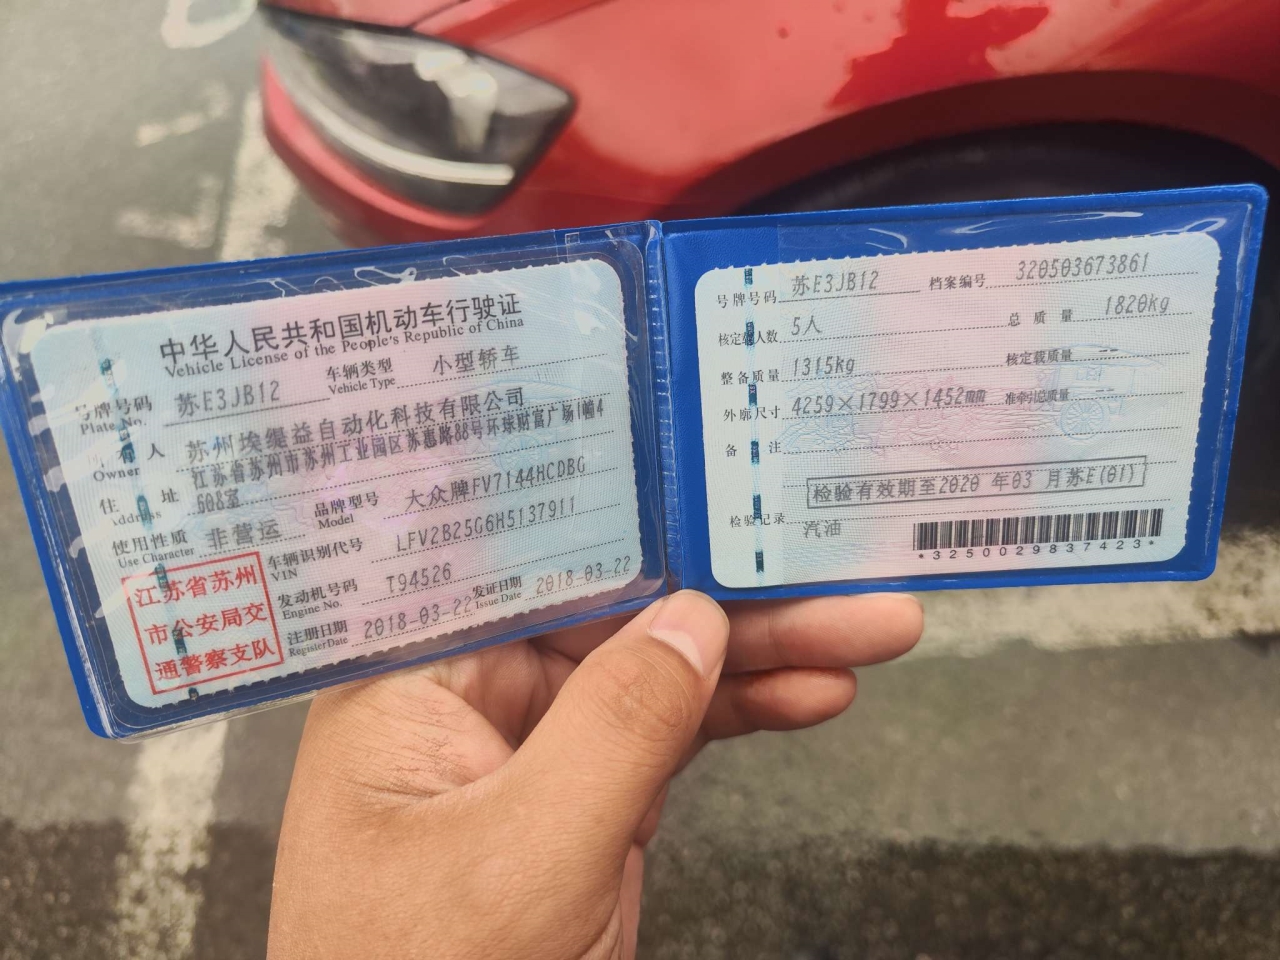 中华人民共和国机动车行驶证
Vehicle License of the People's Republic of China
号牌号码 苏E3JB12 车辆类型 小型轿车
Plate No. Vehicle Type
所有人 苏州埃缇益自动化科技有限公司
Owner
住址 江苏省苏州市苏州工业园区苏惠路88号环球财富广场1幢4
Address 608室
使用性质 非营运 品牌型号 大众牌FV7144HCDBG
Use Character Model
车辆识别代号 LFV2B25G6H5137911
VIN
发动机号码 T94526
Engine No.
注册日期 2018-03-22 发证日期 2018-03-22
Register Date Issue Date
江苏省苏州
市公安局交
通警察支队
号牌号码 苏E3JB12 档案编号 320503673861
核定载人数 5人 总质量 1820kg
整备质量 1315kg 核定载质量 --
外廓尺寸 4259×1799×1452mm 准牵引总质量 --
备注
检验有效期至2020 年03 月苏E(01)
检验记录
汽油
*3250029837423*